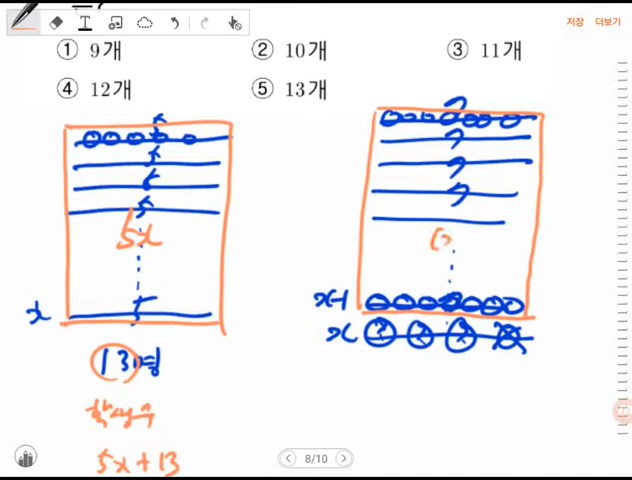 저장 더보기
① 9개 ② 10개 ③ 11개
④ 12개 ⑤ 13개
5x
x
13명
학생수
5x + 13
x-1
x
8/10